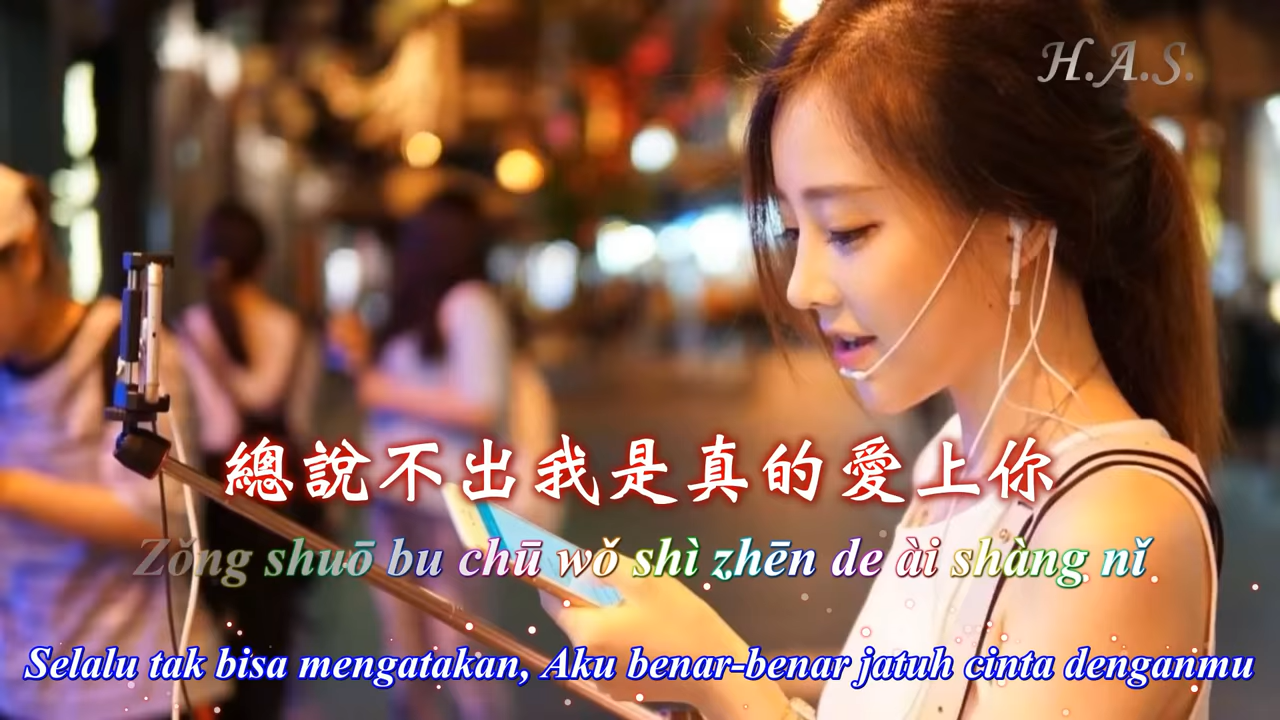 H.A.S.
總說不出我是真的愛上你
Zǒng shuō bu chū wǒ shì zhēn de ài shàng nǐ
Selalu tak bisa mengatakan, Aku benar-benar jatuh cinta denganmu